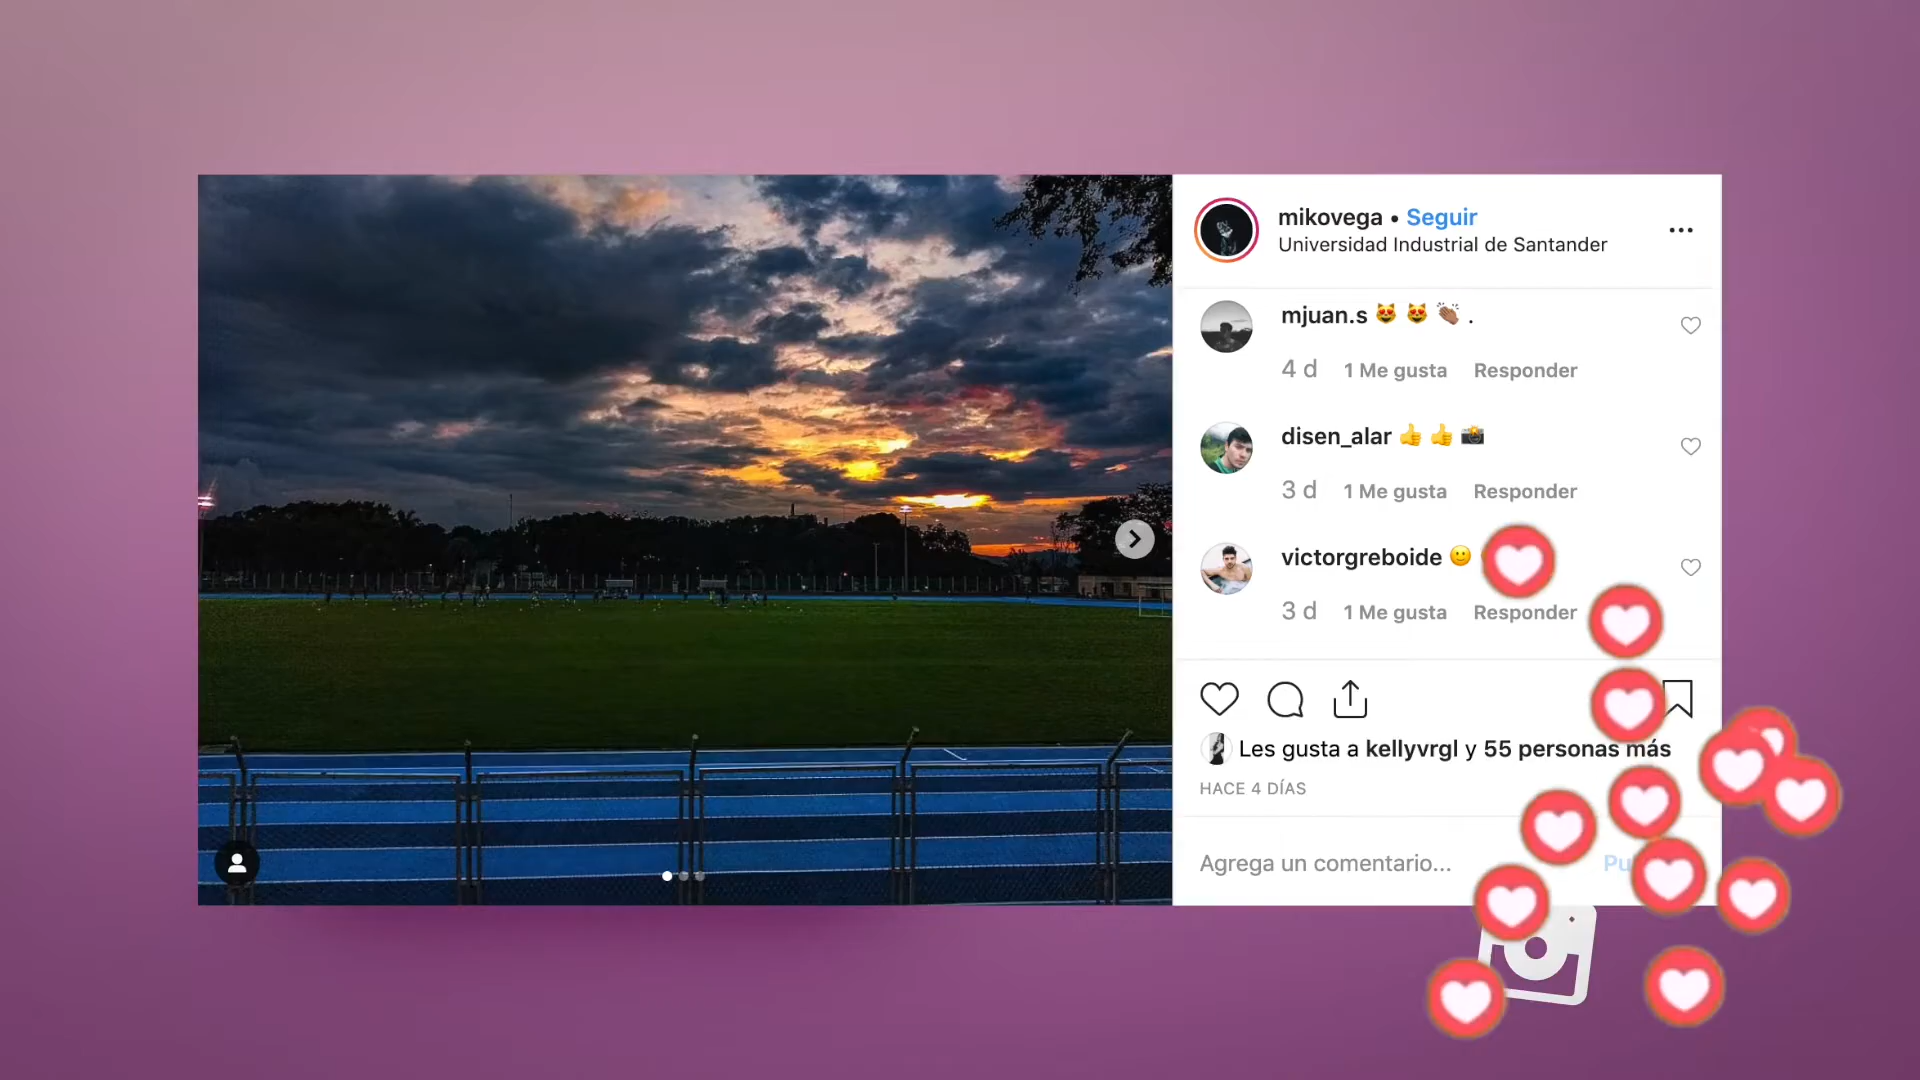 mikovega • Seguir
Universidad Industrial de Santander
mjuan.s 😻 😻 👏🏽 .
4 d 1 Me gusta Responder
disen_alar 👍 👍 📸
3 d 1 Me gusta Responder
victorgreboide 🙂
3 d 1 Me gusta Responder
Les gusta a kellyvrgl y 55 personas más
HACE 4 DÍAS
Agrega un comentario...